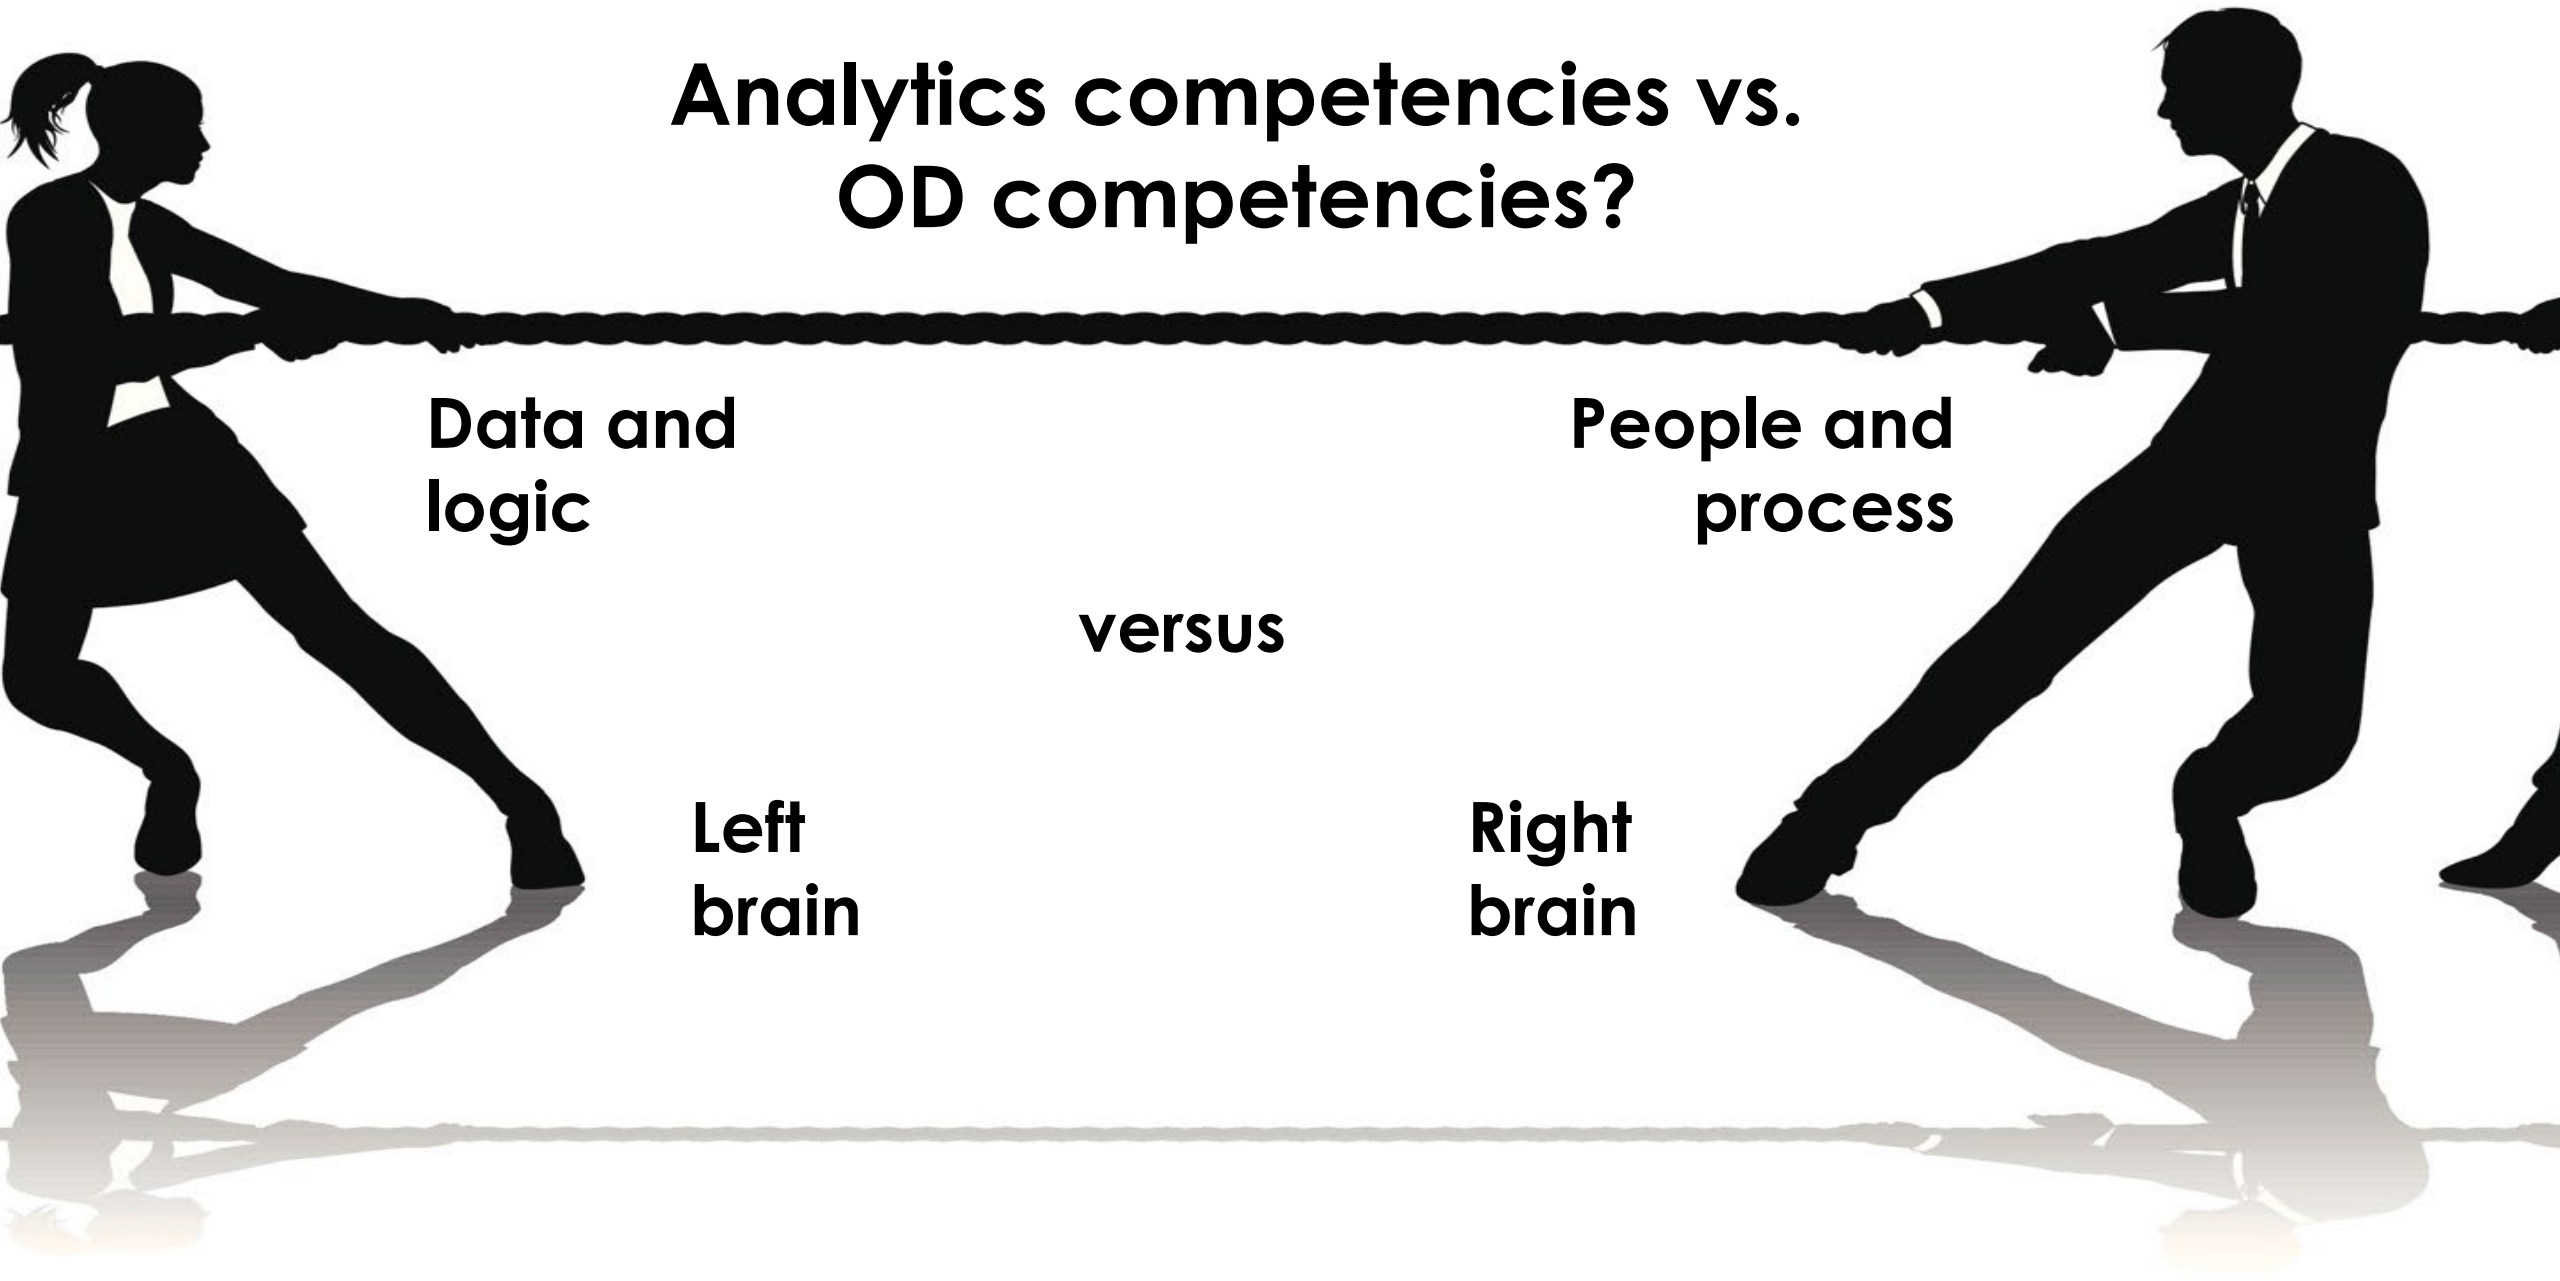 Analytics competencies vs.
OD competencies?
Data and
logic
People and
process
versus
Left
brain
Right
brain